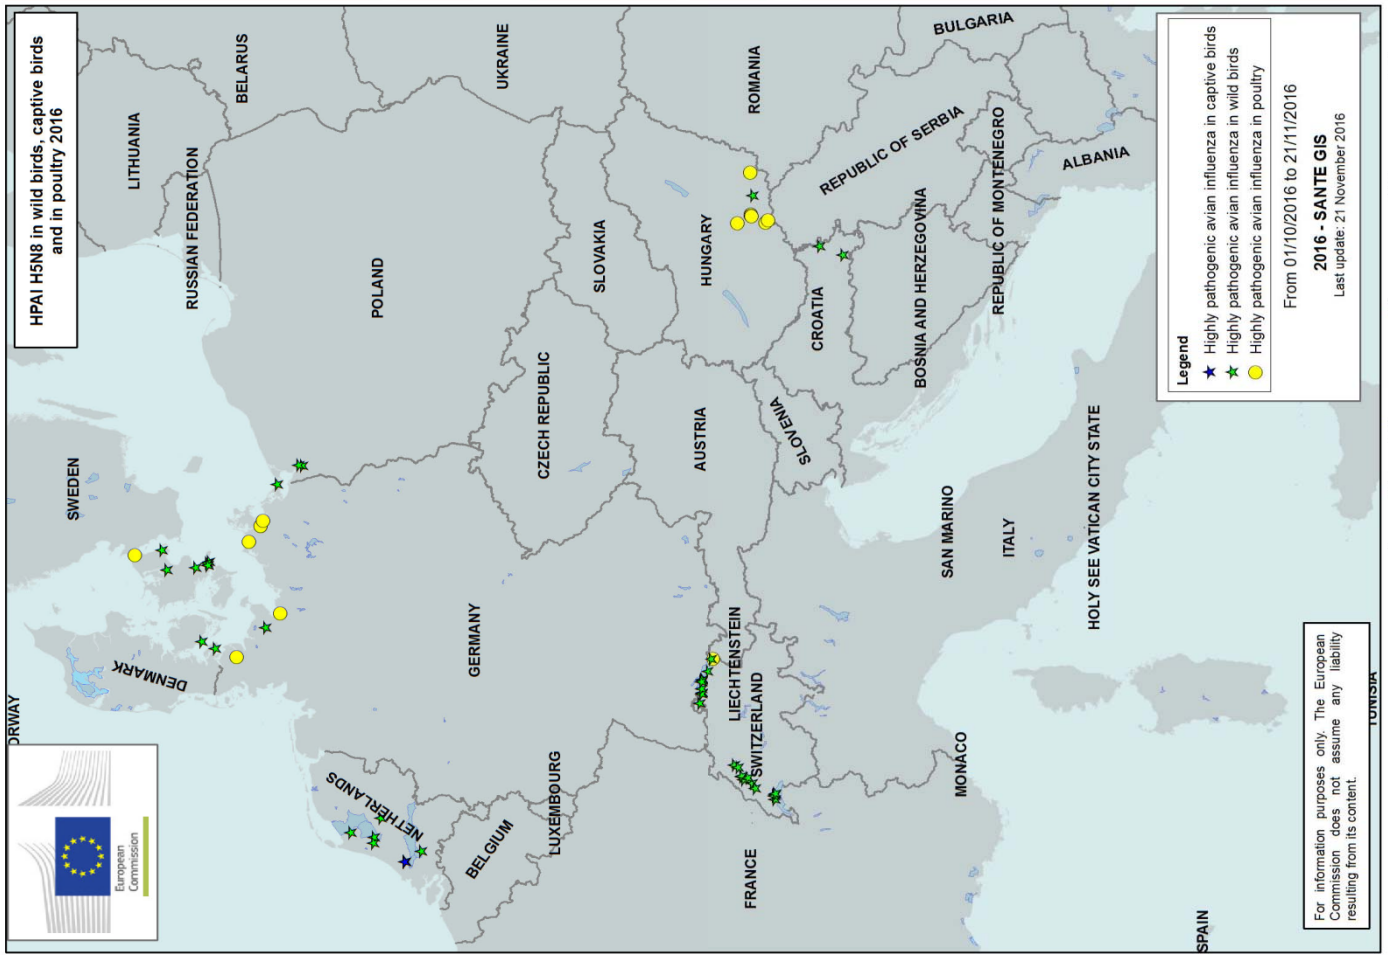 HPAI H5N8 in wild birds, captive birds
and in poultry 2016
European
Commission
NORWAY
SWEDEN
DENMARK
LITHUANIA
RUSSIAN FEDERATION
BELARUS
POLAND
NETHERLANDS
BELGIUM
LUXEMBOURG
GERMANY
CZECH REPUBLIC
SLOVAKIA
UKRAINE
FRANCE
SWITZERLAND
LIECHTENSTEIN
AUSTRIA
HUNGARY
ROMANIA
SLOVENIA
CROATIA
BOSNIA AND HERZEGOVINA
REPUBLIC OF SERBIA
REPUBLIC OF MONTENEGRO
BULGARIA
ALBANIA
MONACO
SAN MARINO
ITALY
HOLY SEE VATICAN CITY STATE
SPAIN
TUNISIA
Legend
Highly pathogenic avian influenza in captive birds
Highly pathogenic avian influenza in wild birds
Highly pathogenic avian influenza in poultry
From 01/10/2016 to 21/11/2016
2016 - SANTE GIS
Last update: 21 November 2016
For information purposes only. The European
Commission does not assume any liability
resulting from its content.